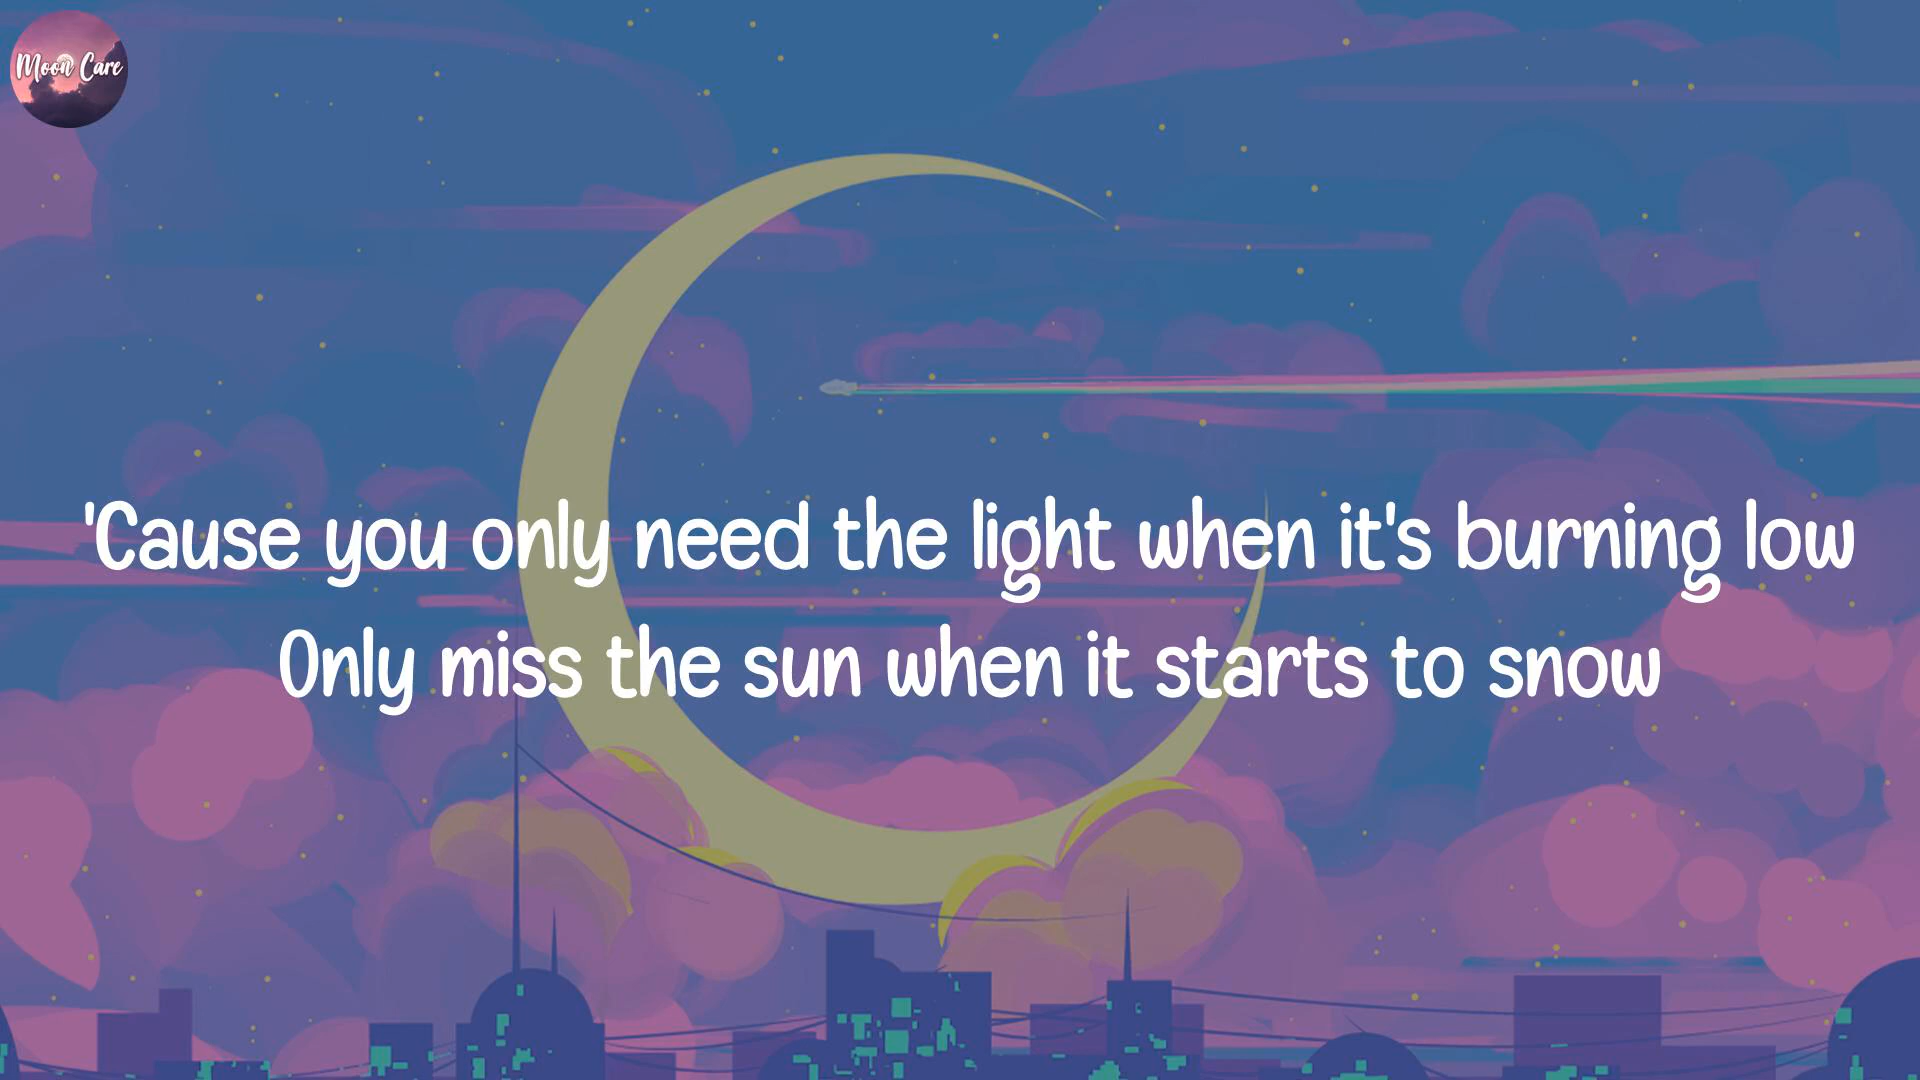 Moon Care
'Cause you only need the light when it's burning low
Only miss the sun when it starts to snow